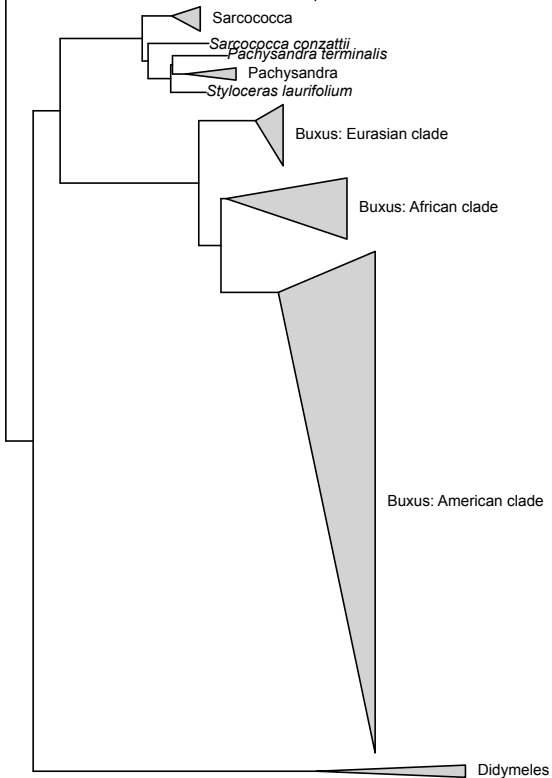 Sarcococca
Sarcococca conzattii
Pachysandra terminalis
Pachysandra
Styloceras laurifolium
Buxus: Eurasian clade
Buxus: African clade
Buxus: American clade
Didymeles